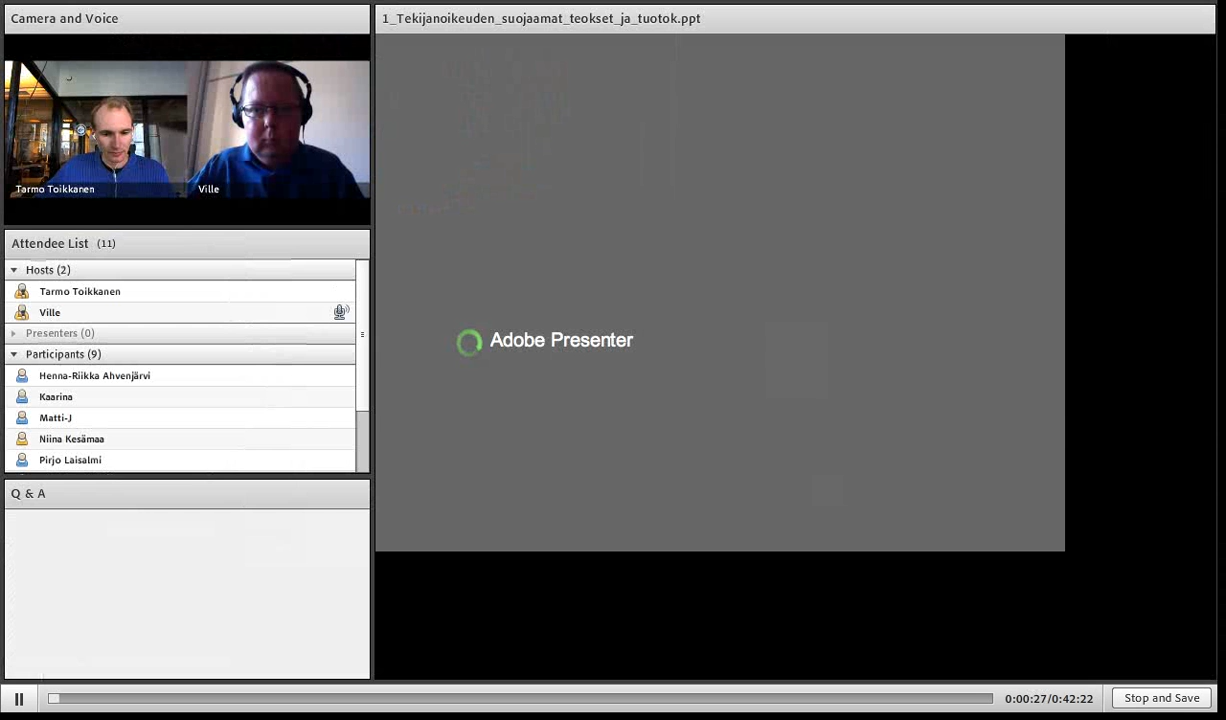 Camera and Voice
1_Tekijanoikeuden_suojaamat_teokset_ja_tuotok.ppt
Tarmo Toikkanen
Ville
Attendee List (11)
Hosts (2)
Tarmo Toikkanen
Ville
Presenters (0)
Participants (9)
Henna-Riikka Ahvenjärvi
Kaarina
Matti-J
Niina Kesämaa
Pirjo Laisalmi
Q & A
Adobe Presenter
0:00:27/0:42:22
Stop and Save